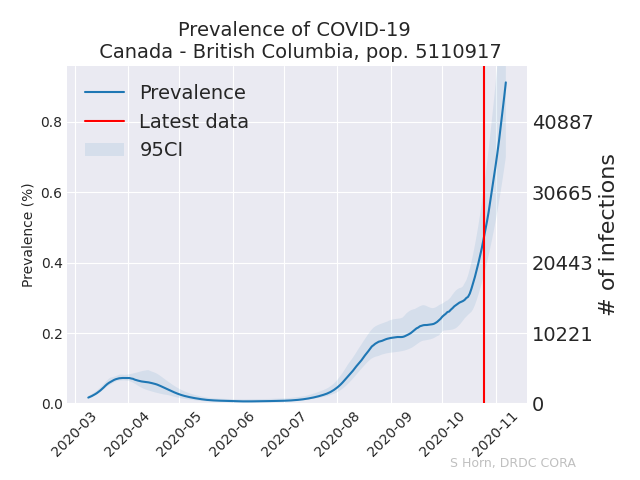 Prevalence of COVID-19
Canada - British Columbia, pop. 5110917
Prevalence
Latest data
95CI
Prevalence (%)
0.8
0.6
0.4
0.2
0.0
40887
30665
20443
10221
0
# of infections
2020-03
2020-04
2020-05
2020-06
2020-07
2020-08
2020-09
2020-10
2020-11
S Horn, DRDC CORA